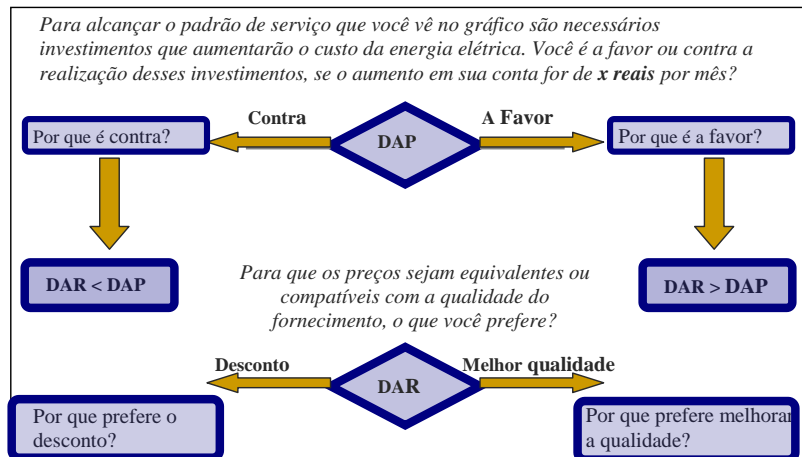 Para alcançar o padrão de serviço que você vê no gráfico são necessários
investimentos que aumentarão o custo da energia elétrica. Você é a favor ou contra a
realização desses investimentos, se o aumento em sua conta for de x reais por mês?
Contra
A Favor
Por que é contra?
DAP
Por que é a favor?
DAR < DAP
DAR > DAP
Para que os preços sejam equivalentes ou
compatíveis com a qualidade do
fornecimento, o que você prefere?
Desconto
Melhor qualidade
DAR
Por que prefere o
desconto?
Por que prefere melhorar
a qualidade?